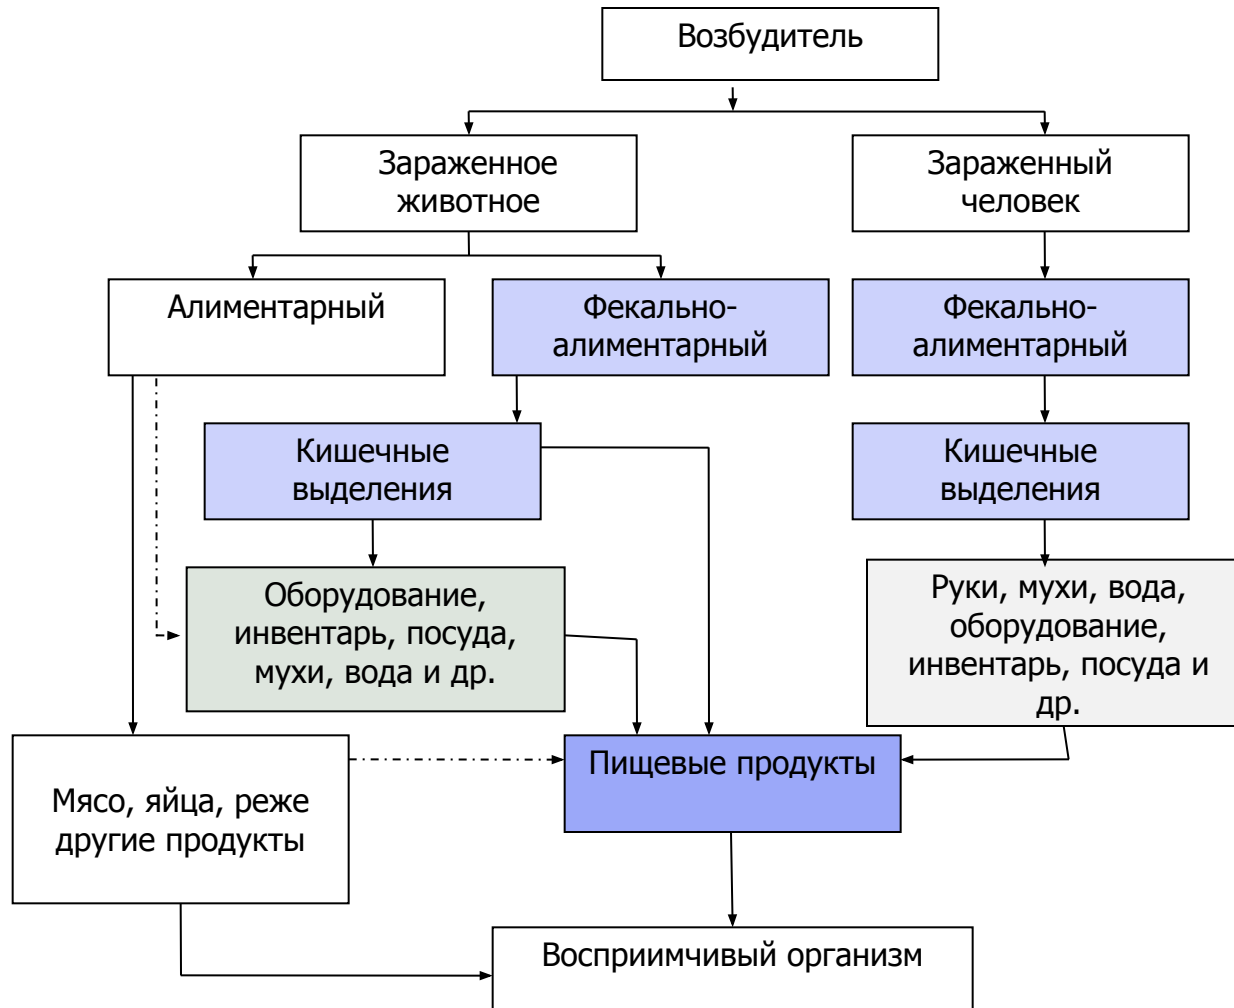 Возбудитель
Зараженное
животное
Зараженный
человек
Алиментарный
Фекально-
алиментарный
Фекально-
алиментарный
Кишечные
выделения
Кишечные
выделения
Оборудование,
инвентарь, посуда,
мухи, вода и др.
Руки, мухи, вода,
оборудование,
инвентарь, посуда и
др.
Мясо, яйца, реже
другие продукты
Пищевые продукты
Восприимчивый организм